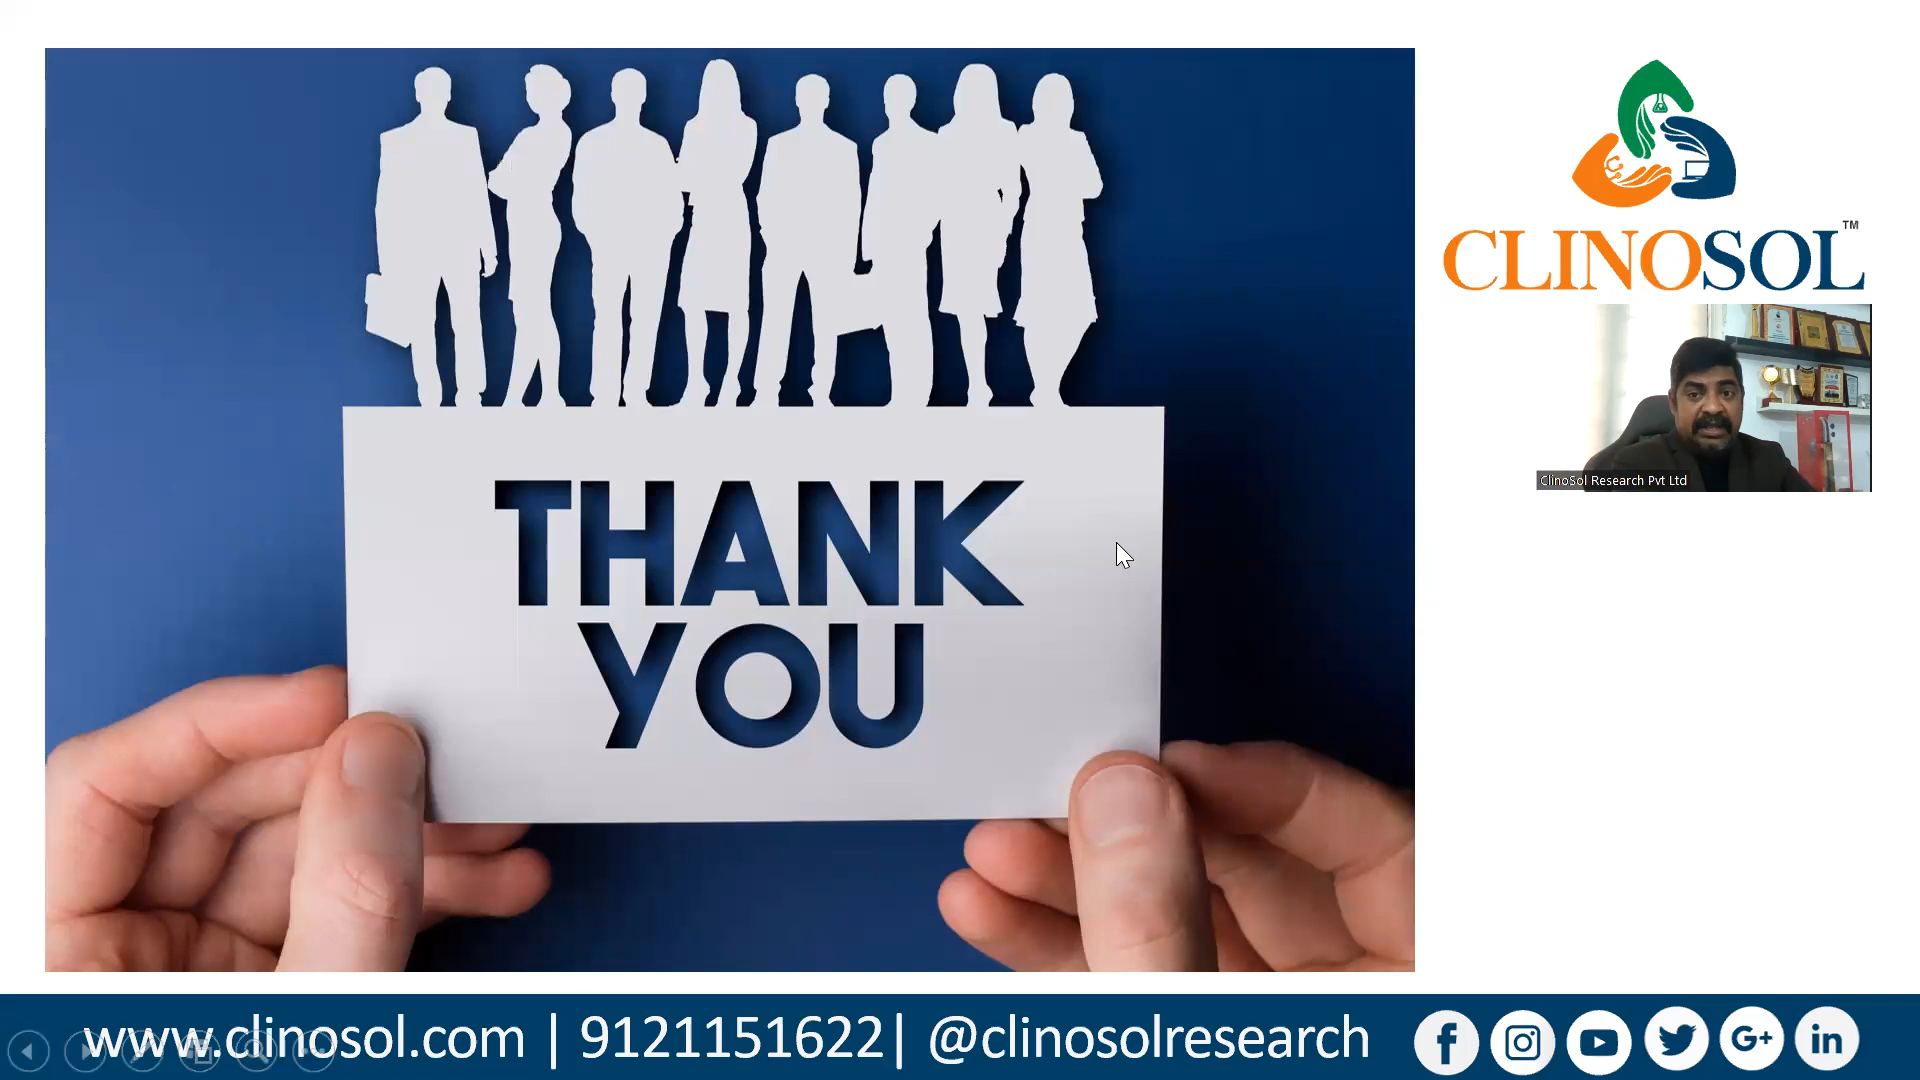 THANK
YOU
CLINOSOL™
ClinoSol Research Pvt Ltd
www.clinosol.com | 9121151622| @clinosolresearch